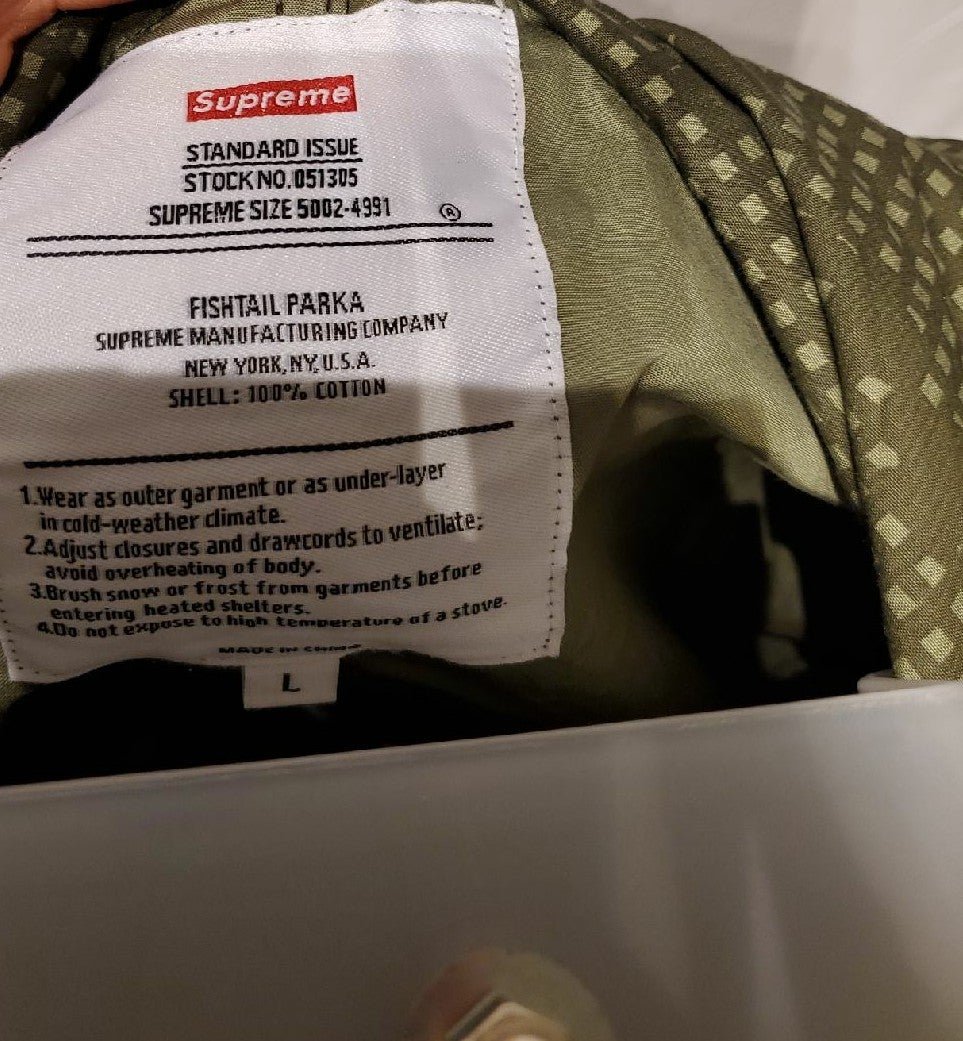 Supreme
STANDARD ISSUE
STOCK NO.051305
SUPREME SIZE 5002-4991 ®
FISHTAIL PARKA
SUPREME MANUFACTURING COMPANY
NEW YORK, NY, U.S.A.
SHELL: 100% COTTON
1.Wear as outer garment or as under-layer
in cold-weather climate.
2.Adjust closures and drawcords to ventilate;
avoid overheating of body.
3.Brush snow or frost from garments before
entering heated shelters.
4.Do not expose to high temperature of a stove.
MADE IN CHINA
L